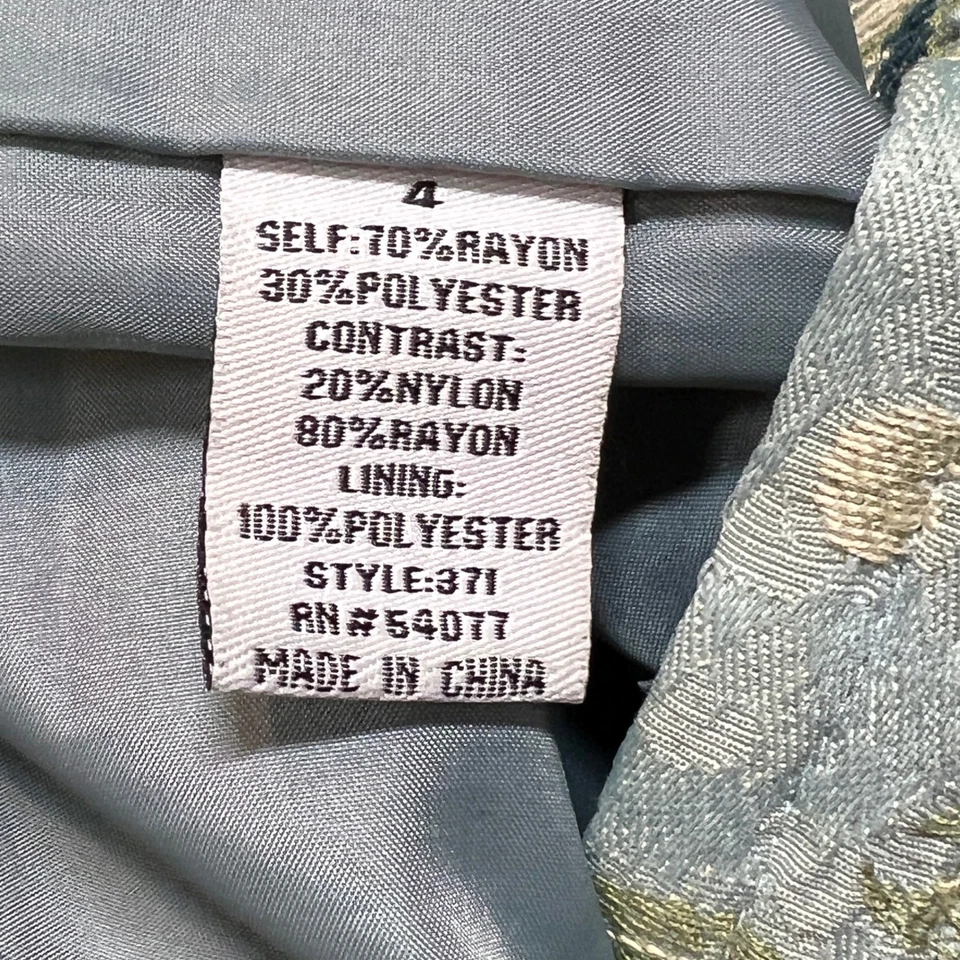 4
SELF:70%RAYON
30%POLYESTER
CONTRAST:
20%NYLON
80%RAYON
LINING:
100%POLYESTER
STYLE:371
RN#54077
MADE IN CHINA